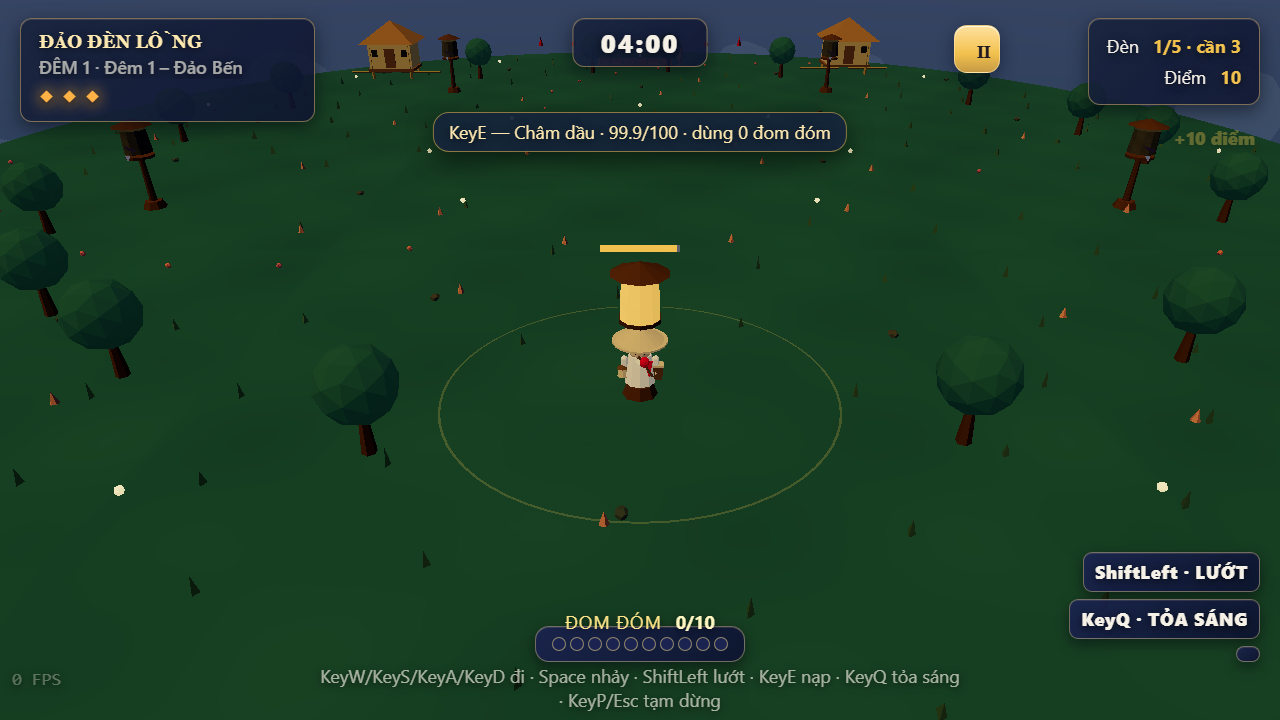 ĐẢO ĐÈN LỒNG
ĐÊM 1 · Đêm 1 – Đảo Bến
04:00
II
Đèn 1/5 · cần 3
Điểm 10
+10 điểm
KeyE — Châm dầu · 99.9/100 · dùng 0 đom đóm
ShiftLeft · LƯỚT
KeyQ · TỎA SÁNG
ĐOM ĐÓM 0/10
0 FPS
KeyW/KeyS/KeyA/KeyD đi · Space nhảy · ShiftLeft lướt · KeyE nạp · KeyQ tỏa sáng
· KeyP/Esc tạm dừng